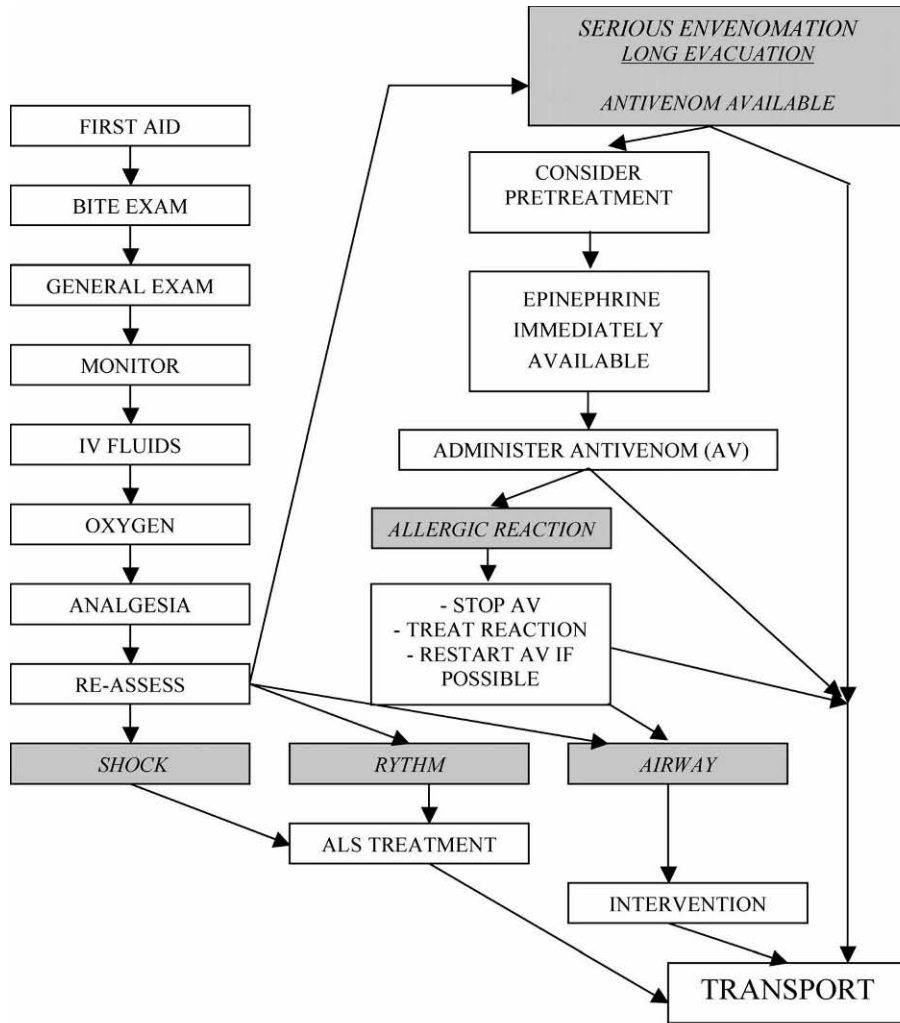 SERIOUS ENVENOMATION
LONG EVACUATION
ANTIVENOM AVAILABLE
FIRST AID
BITE EXAM
GENERAL EXAM
MONITOR
IV FLUIDS
OXYGEN
ANALGESIA
RE-ASSESS
CONSIDER
PRETREATMENT
EPINEPHRINE
IMMEDIATELY
AVAILABLE
ADMINISTER ANTIVENOM (AV)
ALLERGIC REACTION
- STOP AV
- TREAT REACTION
- RESTART AV IF
POSSIBLE
SHOCK
RYTHM
AIRWAY
ALS TREATMENT
INTERVENTION
TRANSPORT